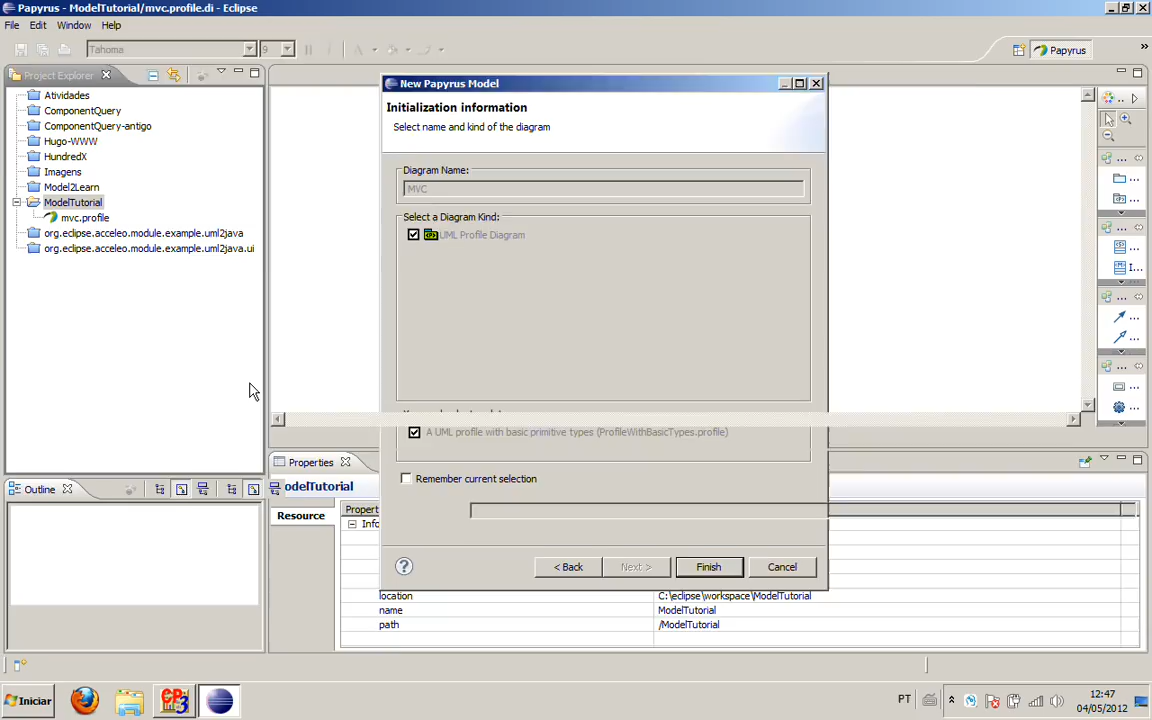 Papyrus - ModelTutorial/mvc.profile.di - Eclipse
File Edit Window Help
Tahoma 9
Papyrus
Project Explorer
Atividades
ComponentQuery
ComponentQuery-antigo
Hugo-WWW
HundredX
Imagens
Model2Learn
ModelTutorial
mvc.profile
org.eclipse.acceleo.module.example.uml2java
org.eclipse.acceleo.module.example.uml2java.ui
New Papyrus Model
Initialization information
Select name and kind of the diagram
Diagram Name:
MVC
Select a Diagram Kind:
UML Profile Diagram
A UML profile with basic primitive types (ProfileWithBasicTypes.profile)
Remember current selection
< Back Next > Finish Cancel
Outline
Properties
odelTutorial
Resource
Propert
Info
location C:\eclipse\workspace\ModelTutorial
name ModelTutorial
path /ModelTutorial
Iniciar
PT
12:47
04/05/2012